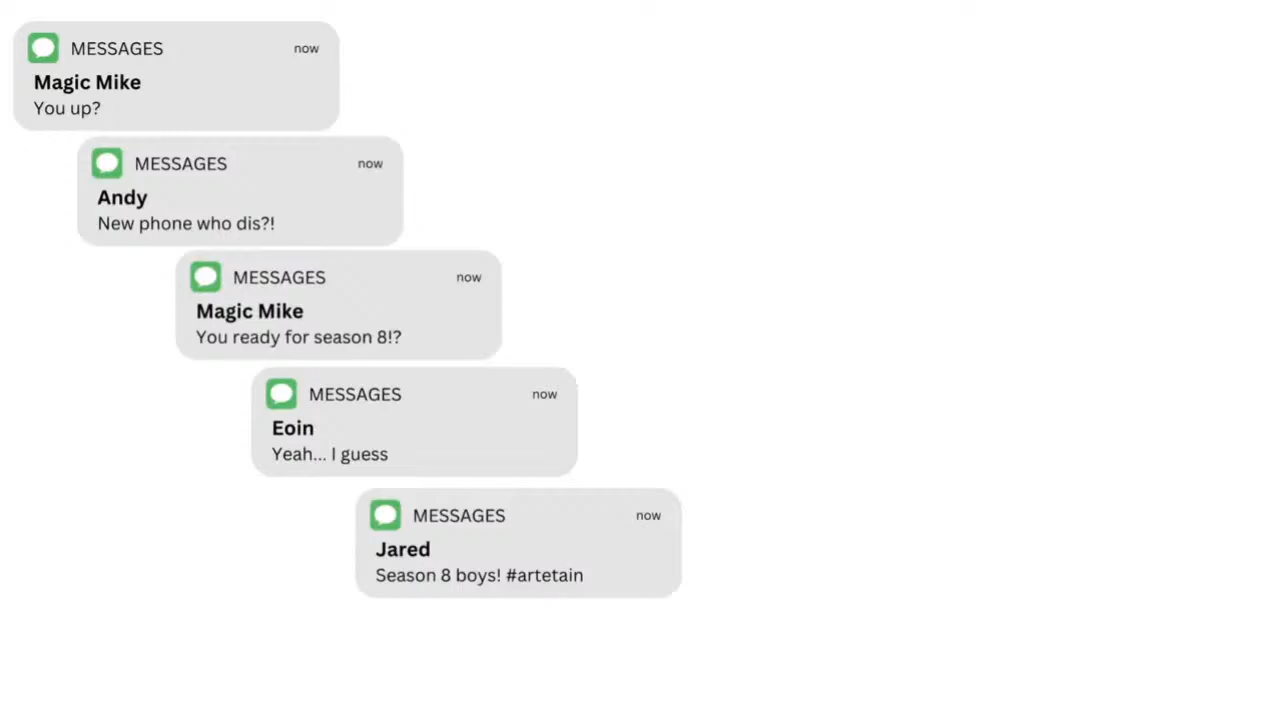 MESSAGES now
Magic Mike
You up?
MESSAGES now
Andy
New phone who dis?!
MESSAGES now
Magic Mike
You ready for season 8!?
MESSAGES now
Eoin
Yeah... I guess
MESSAGES now
Jared
Season 8 boys! #artetain